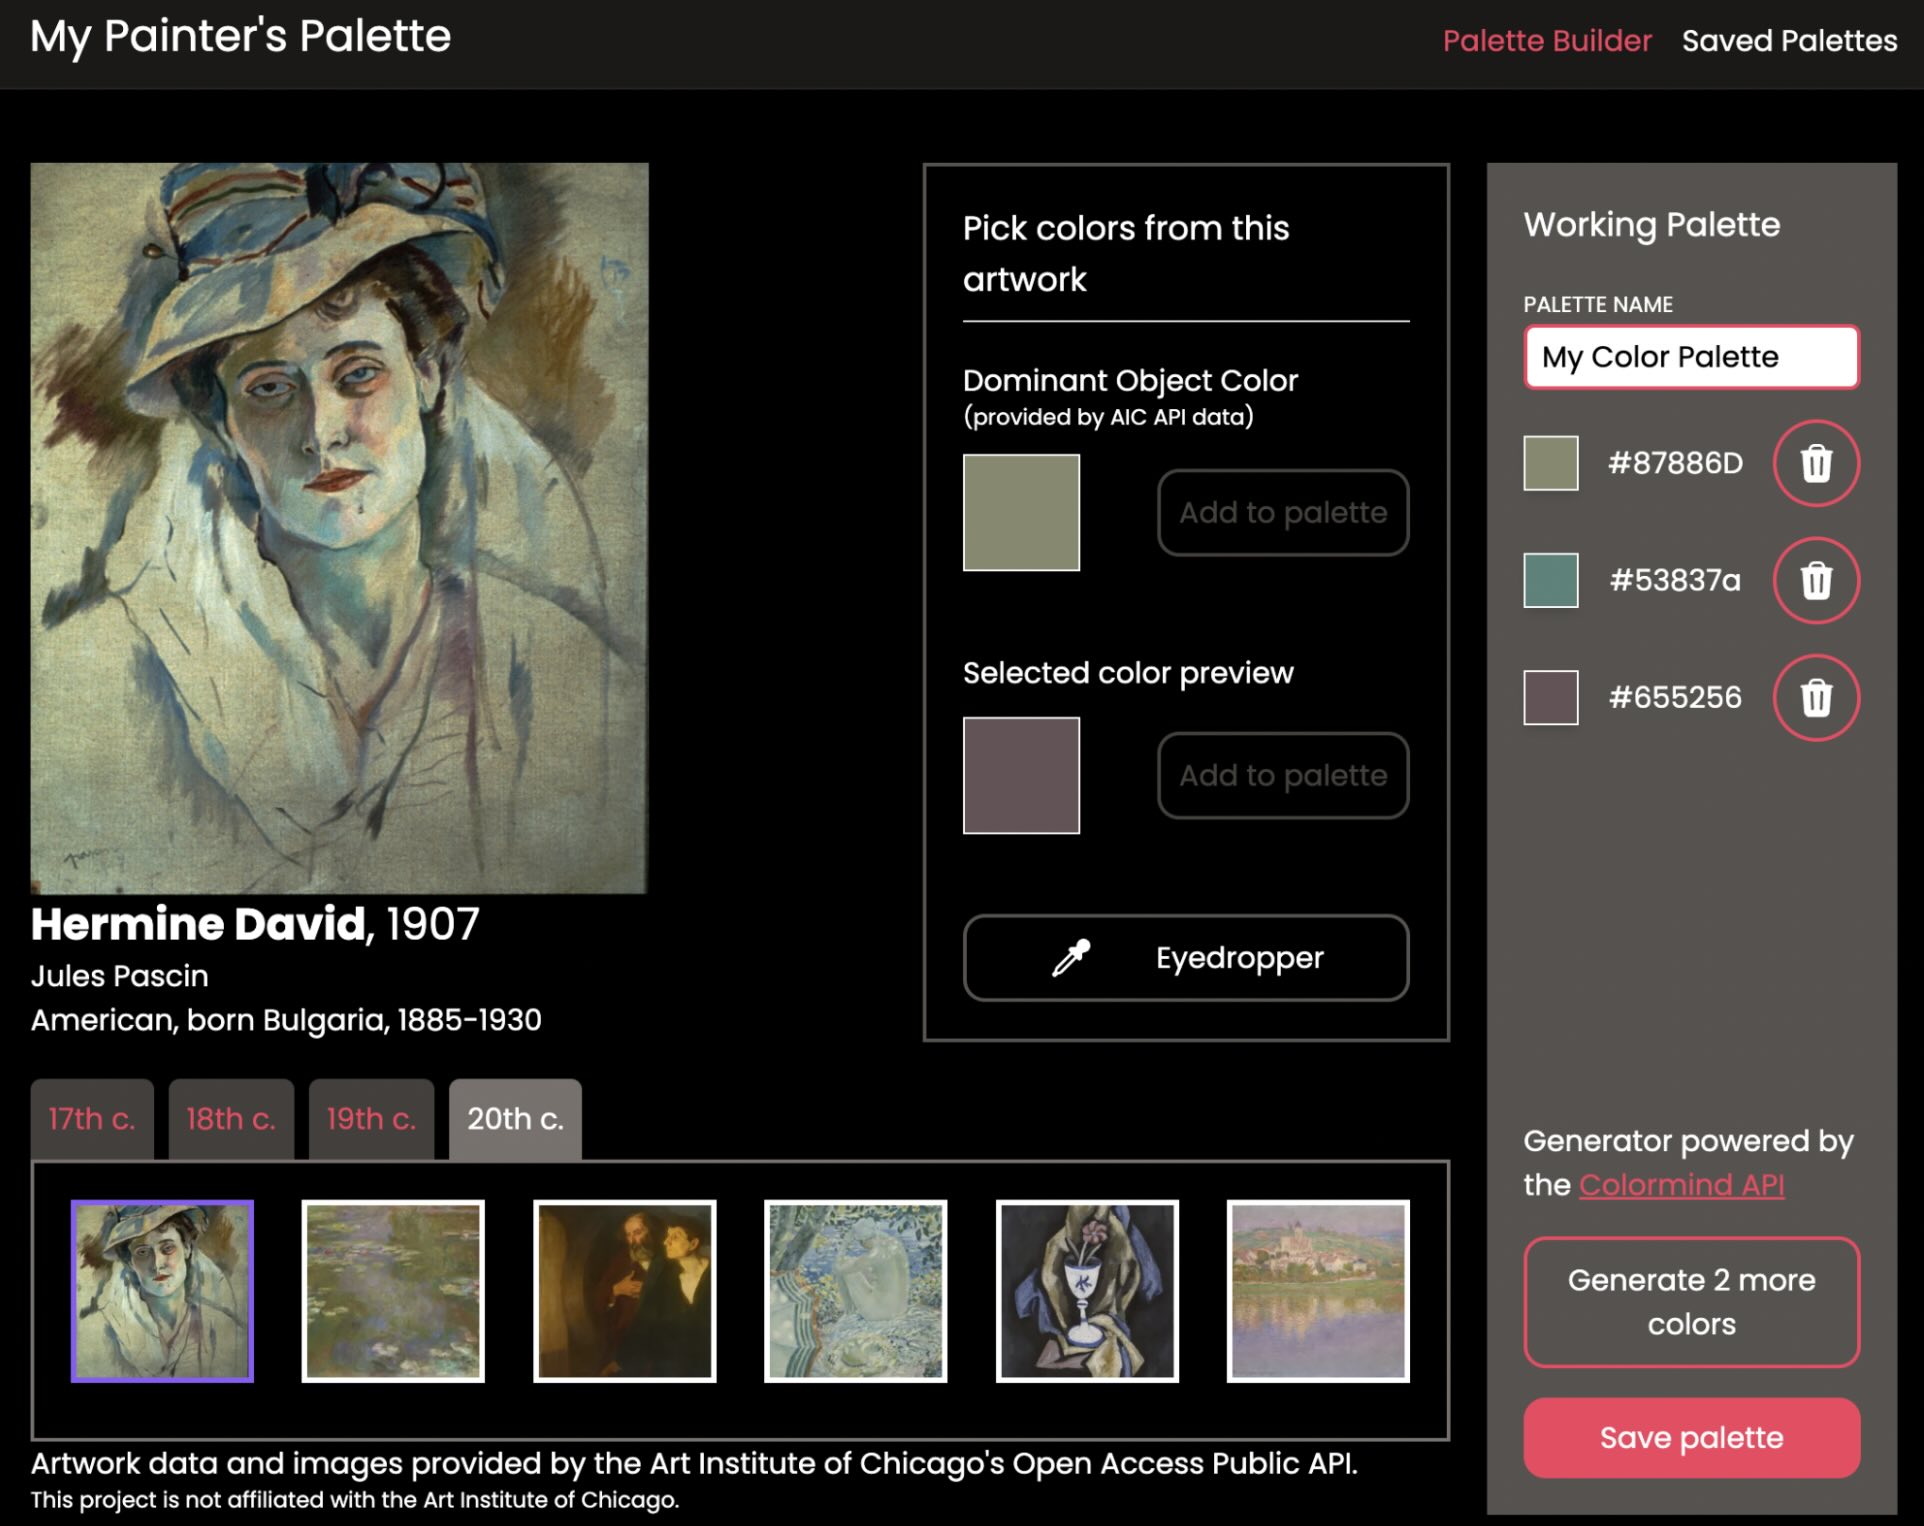 My Painter's Palette
Palette Builder
Saved Palettes
Hermine David, 1907
Jules Pascin
American, born Bulgaria, 1885-1930
Pick colors from this
artwork
Dominant Object Color
(provided by AIC API data)
Add to palette
Selected color preview
Add to palette
Eyedropper
Working Palette
PALETTE NAME
My Color Palette
#87886D
#53837a
#655256
Generator powered by
the Colormind API
Generate 2 more
colors
Save palette
17th c.
18th c.
19th c.
20th c.
Artwork data and images provided by the Art Institute of Chicago's Open Access Public API.
This project is not affiliated with the Art Institute of Chicago.